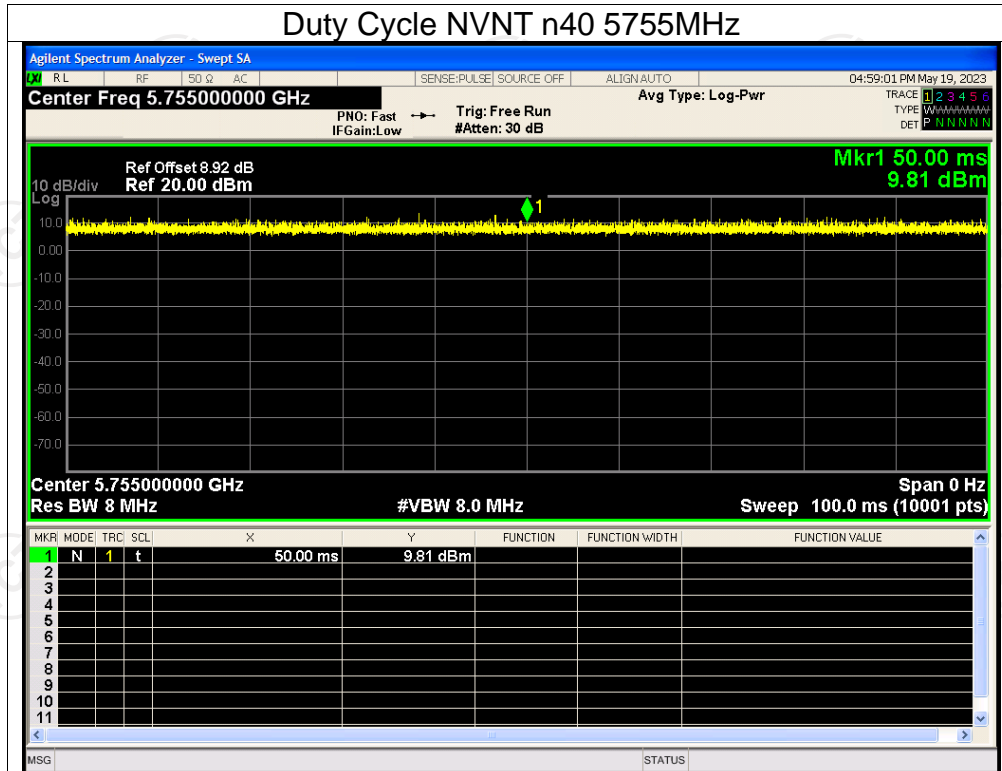 Duty Cycle NVNT n40 5755MHz
Agilent Spectrum Analyzer - Swept SA
LXI RL RF 50 Ω AC SENSE:PULSE SOURCE OFF ALIGNAUTO 04:59:01 PM May 19, 2023
Center Freq 5.755000000 GHz Avg Type: Log-Pwr TRACE 1 2 3 4 5 6
PNO: Fast Trig: Free Run TYPE WWWWWW
IFGain:Low #Atten: 30 dB DET P N N N N N
Mkr1 50.00 ms
Ref Offset 8.92 dB
10 dB/div Ref 20.00 dBm 9.81 dBm
Log
1
10.0
0.00
-10.0
-20.0
-30.0
-40.0
-50.0
-60.0
-70.0
Center 5.755000000 GHz Span 0 Hz
Res BW 8 MHz #VBW 8.0 MHz Sweep 100.0 ms (10001 pts)
MKR MODE TRC SCL X Y FUNCTION FUNCTION WIDTH FUNCTION VALUE
1 N 1 t 50.00 ms 9.81 dBm
2
3
4
5
6
7
8
9
10
11
MSG STATUS